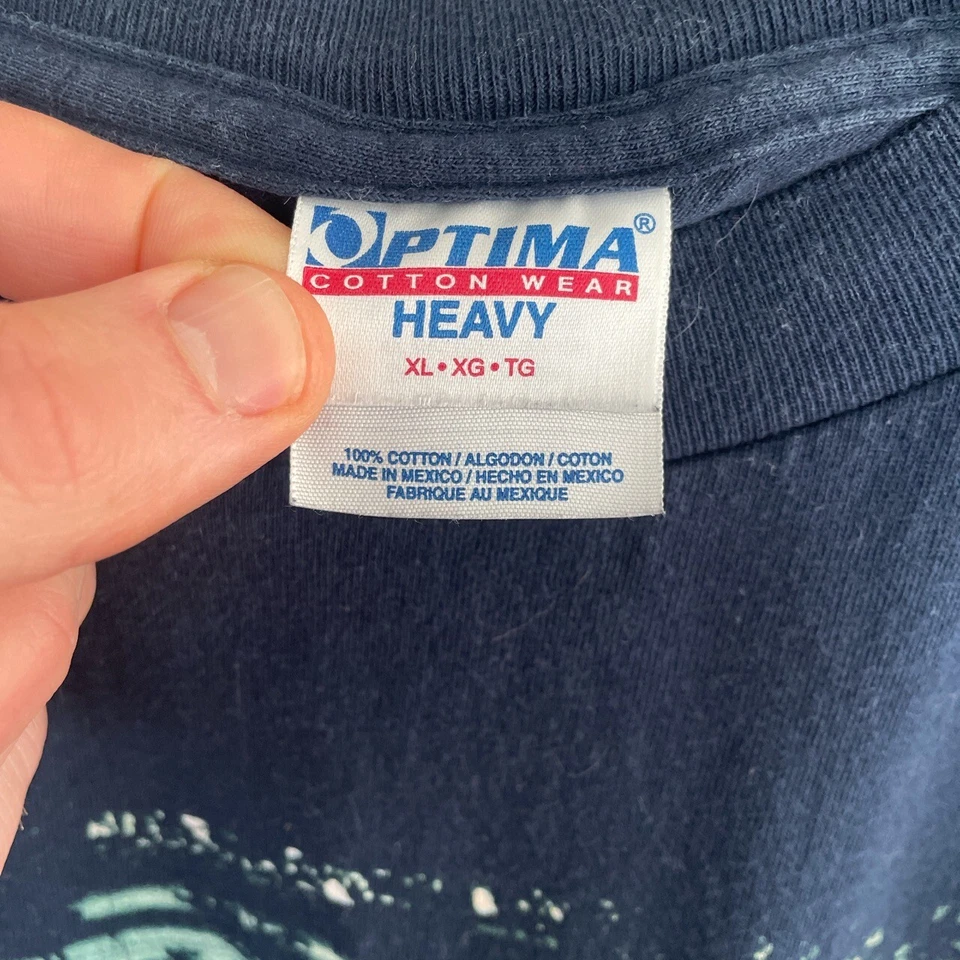 OPTIMA®
COTTON WEAR
HEAVY
XL•XG•TG
100% COTTON / ALGODON / COTON
MADE IN MEXICO / HECHO EN MEXICO
FABRIQUE AU MEXIQUE